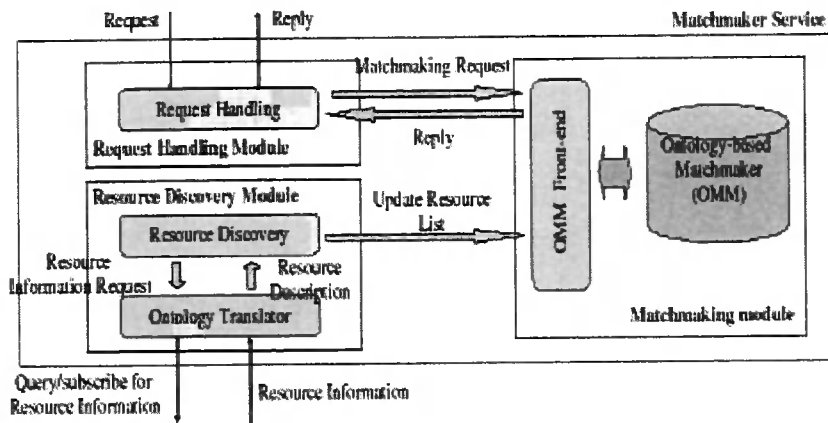 Request
Reply
Matchmaker Service
Matchmaking Request
Request Handling
Reply
Request Handling Module
OMM Front-end
Ontology-based
Matchmaker
(OMM)
Resource Discovery Module
Update Resource
List
Resource Discovery
Resource
Information Request
Resource
Description
Ontology Translator
Matchmaking module
Query/subscribe for
Resource Information
Resource Information